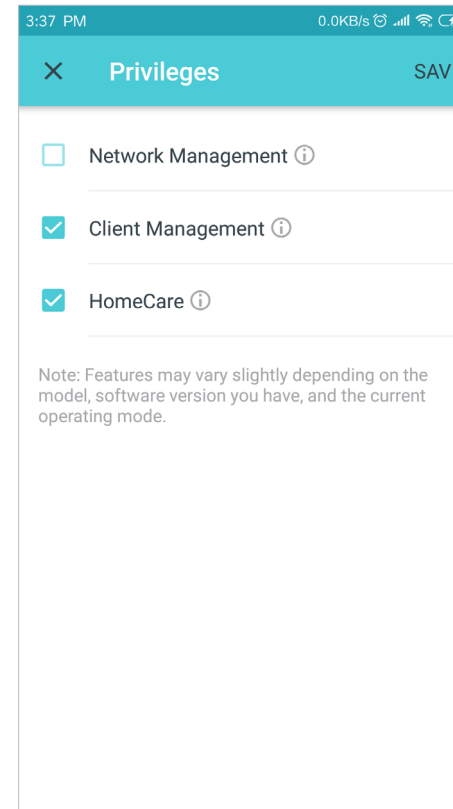 3:37 PM 0.0KB/s
Privileges SAV
Network Management
Client Management
HomeCare
Note: Features may vary slightly depending on the
model, software version you have, and the current
operating mode.